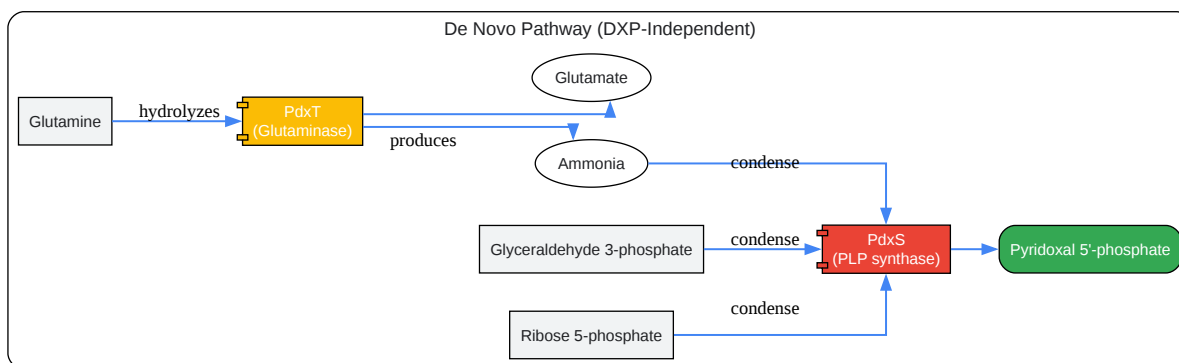 De Novo Pathway (DXP-Independent)
Glutamate
Glutamine
hydrolyzes
PdxT
(Glutaminase)
produces
Ammonia
condense
Glyceraldehyde 3-phosphate
condense
PdxS
(PLP synthase)
Pyridoxal 5'-phosphate
condense
Ribose 5-phosphate